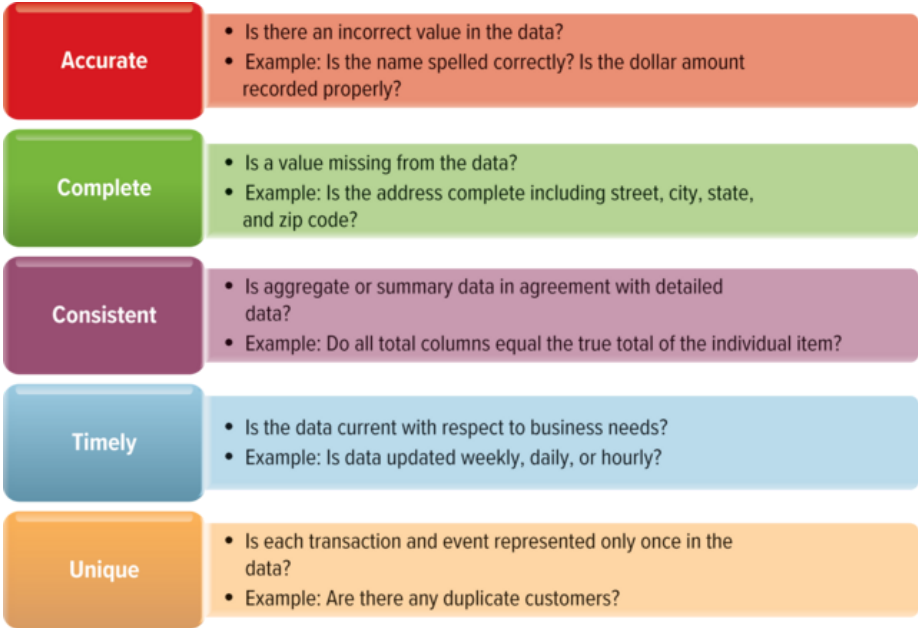 Accurate
• Is there an incorrect value in the data?
• Example: Is the name spelled correctly? Is the dollar amount
recorded properly?
Complete
• Is a value missing from the data?
• Example: Is the address complete including street, city, state,
and zip code?
Consistent
• Is aggregate or summary data in agreement with detailed
data?
• Example: Do all total columns equal the true total of the individual item?
Timely
• Is the data current with respect to business needs?
• Example: Is data updated weekly, daily, or hourly?
Unique
• Is each transaction and event represented only once in the
data?
• Example: Are there any duplicate customers?